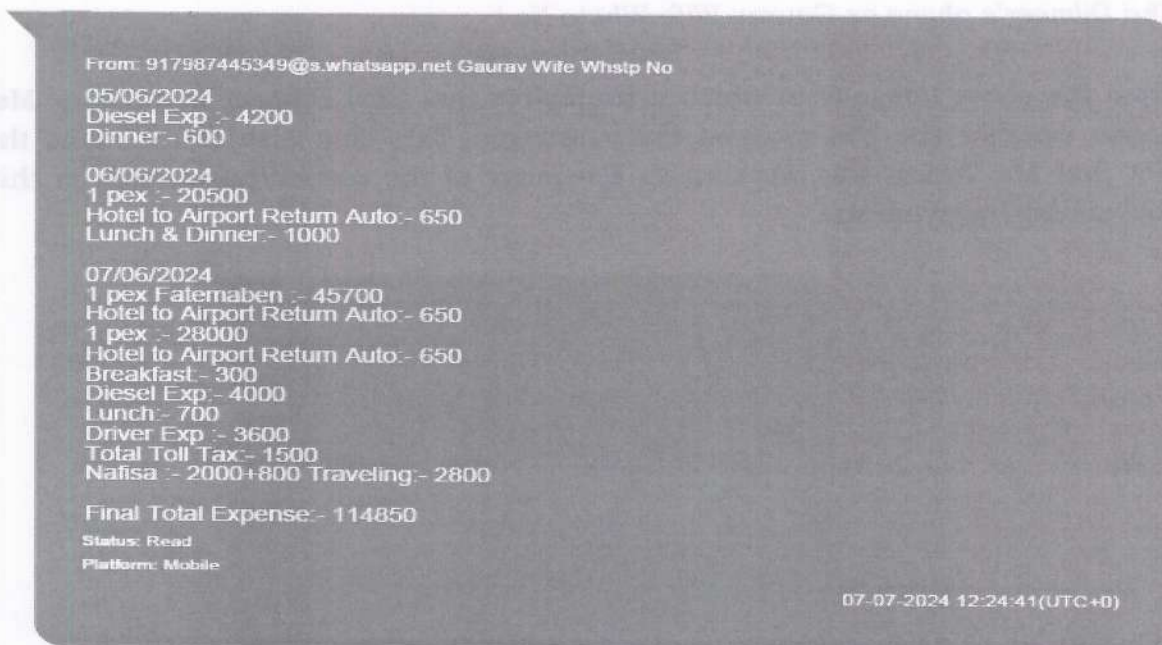 From: 917987445349@s.whatsapp.net Gaurav Wife Whstp No
05/06/2024
Diesel Exp :- 4200
Dinner:- 600
06/06/2024
1 pex :- 20500
Hotel to Airport Return Auto:- 650
Lunch & Dinner:- 1000
07/06/2024
1 pex Fatemaben :- 45700
Hotel to Airport Return Auto:- 650
1 pex :- 28000
Hotel to Airport Return Auto:- 650
Breakfast:- 300
Diesel Exp:- 4000
Lunch:- 700
Driver Exp :- 3600
Total Toll Tax:- 1500
Nafisa :- 2000+800 Traveling:- 2800
Final Total Expense:- 114850
Status: Read
Platform: Mobile
07-07-2024 12:24:41(UTC+0)